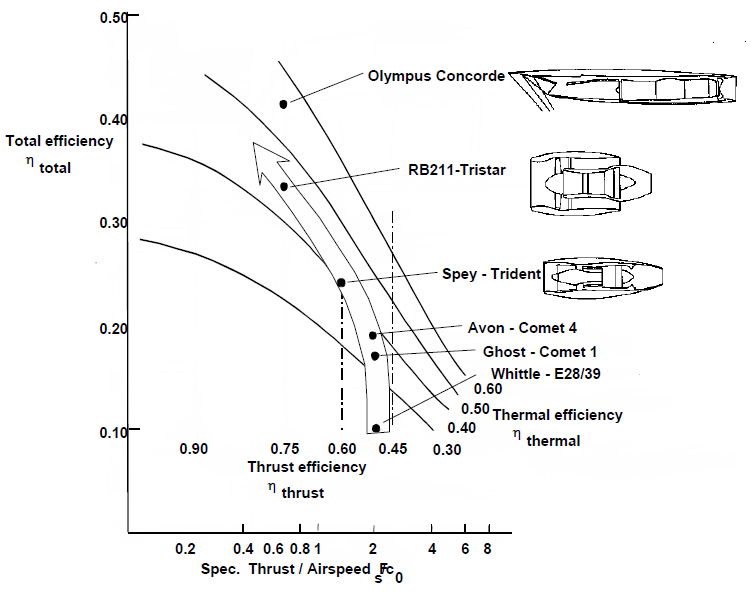 0.50
Olympus Concorde
0.40
Total efficiency
η total
RB211-Tristar
0.30
Spey - Trident
0.20
Avon - Comet 4
Ghost - Comet 1
Whittle - E28/39
0.60
0.50 Thermal efficiency
0.40 η thermal
0.10
0.90 0.75 0.60 0.45 0.30
Thrust efficiency
η thrust
0.2 0.4 0.6 0.8 1 2 4 6 8
Spec. Thrust / Airspeed